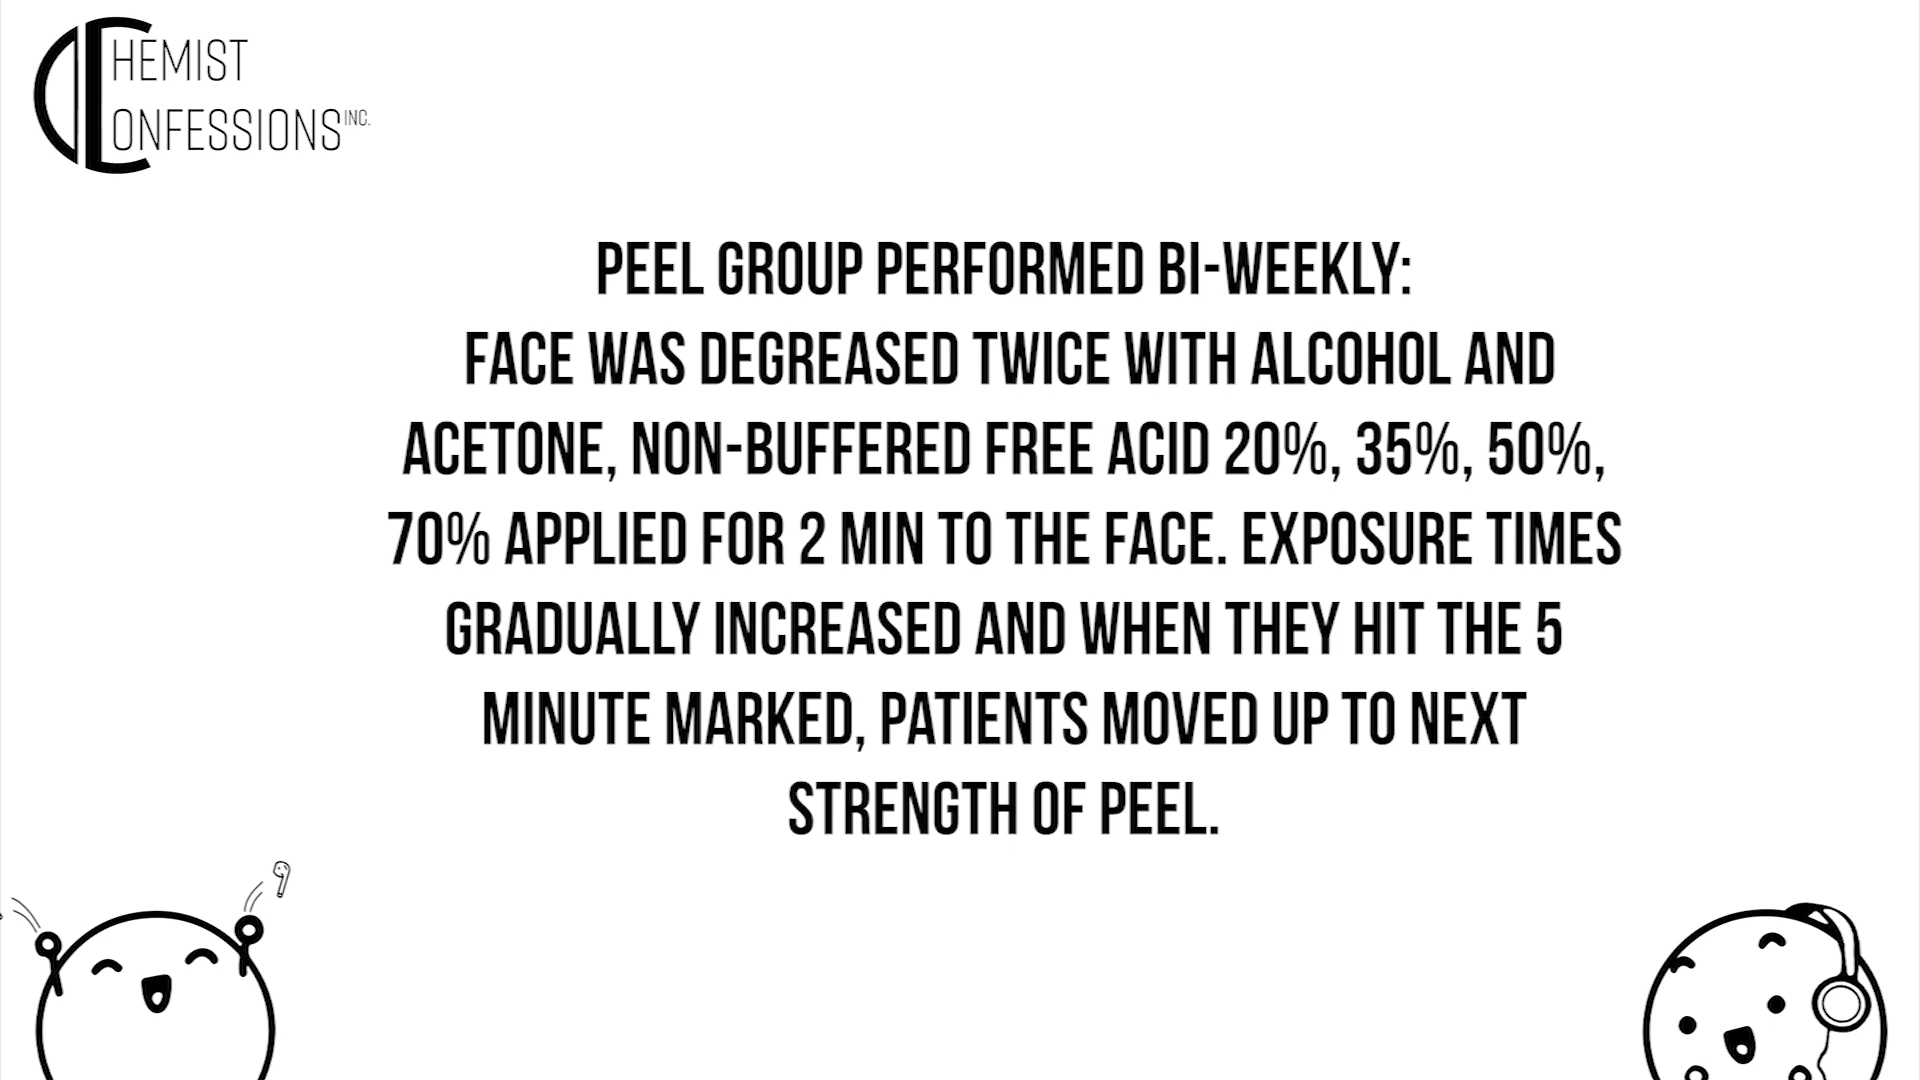 CHEMIST
CONFESSIONS INC.
PEEL GROUP PERFORMED BI-WEEKLY:
FACE WAS DEGREASED TWICE WITH ALCOHOL AND
ACETONE, NON-BUFFERED FREE ACID 20%, 35%, 50%,
70% APPLIED FOR 2 MIN TO THE FACE. EXPOSURE TIMES
GRADUALLY INCREASED AND WHEN THEY HIT THE 5
MINUTE MARKED, PATIENTS MOVED UP TO NEXT
STRENGTH OF PEEL.